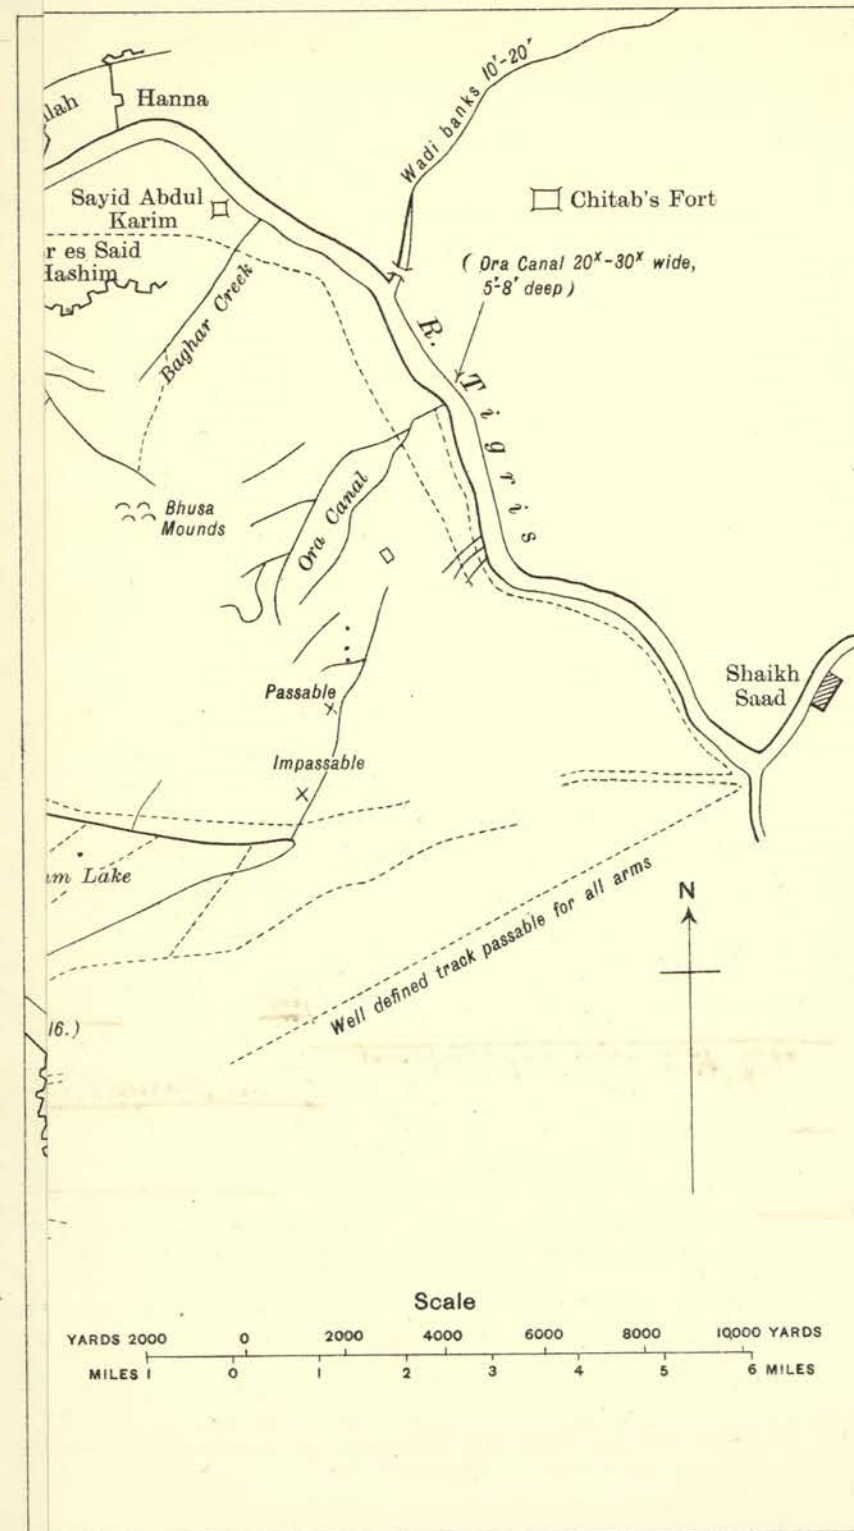 Wadi banks 10'-20'
Hanna
Sayid Abdul
Karim
Chitab's Fort
es Said
( Ora Canal 20ˣ-30ˣ wide,
5'-8' deep )
Baghar Creek
R. Tigris
Ora Canal
Bhusa
Mounds
Passable
Impassable
Shaikh
Saad
Lake
Well defined track passable for all arms
N
16.)
Scale
YARDS 2000 0 2000 4000 6000 8000 10,000 YARDS
MILES 1 0 1 2 3 4 5 6 MILES